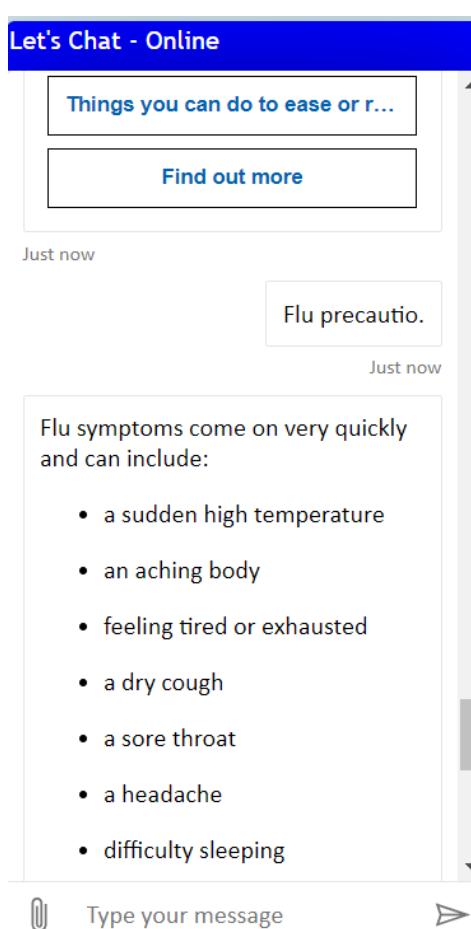 Let's Chat - Online
Things you can do to ease or r...
Find out more
Just now
Flu precautio.
Just now
Flu symptoms come on very quickly
and can include:
• a sudden high temperature
• an aching body
• feeling tired or exhausted
• a dry cough
• a sore throat
• a headache
• difficulty sleeping
Type your message